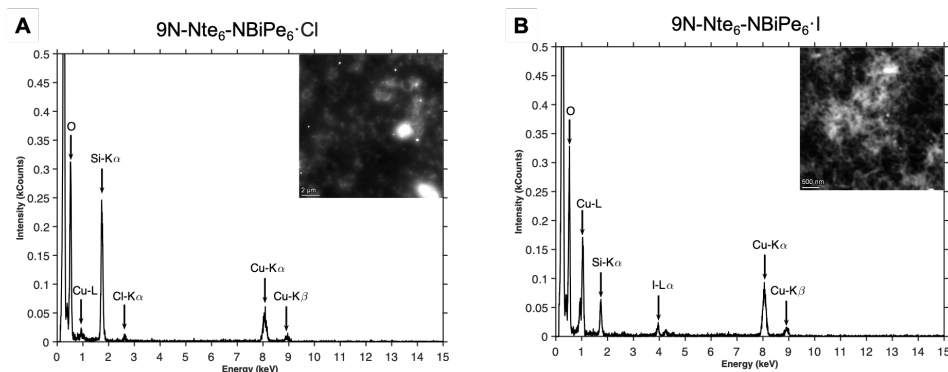 A
9N-Nte₆-NBiPe₆·Cl
0.5
0.45
0.4
0.35
0.3
0.25
0.2
0.15
0.1
0.05
0
Intensity (kCounts)
O
Si-Kα
Cu-L
Cl-Kα
Cu-Kα
Cu-Kβ
2 μm
0 1 2 3 4 5 6 7 8 9 10 11 12 13 14 15
Energy (keV)
B
9N-Nte₆-NBiPe₆·I
0.5
0.45
0.4
0.35
0.3
0.25
0.2
0.15
0.1
0.05
0
Intensity (kCounts)
O
Cu-L
Si-Kα
I-Lα
Cu-Kα
Cu-Kβ
500 nm
0 1 2 3 4 5 6 7 8 9 10 11 12 13 14 15
Energy (keV)